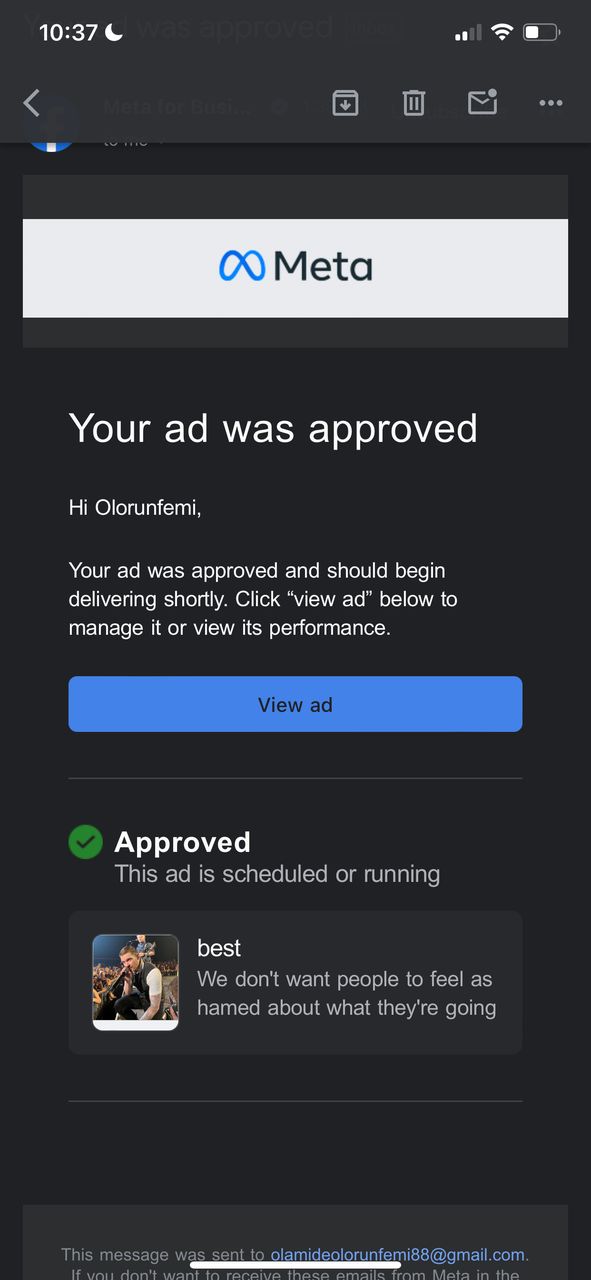 10:37
d was approved
Meta for Busi...
to me
Meta
Your ad was approved
Hi Olorunfemi,
Your ad was approved and should begin
delivering shortly. Click “view ad” below to
manage it or view its performance.
View ad
Approved
This ad is scheduled or running
best
We don't want people to feel as
hamed about what they're going
This message was sent to olamideolorunfemi88@gmail.com.
If you don't want to receive these emails from Meta in the